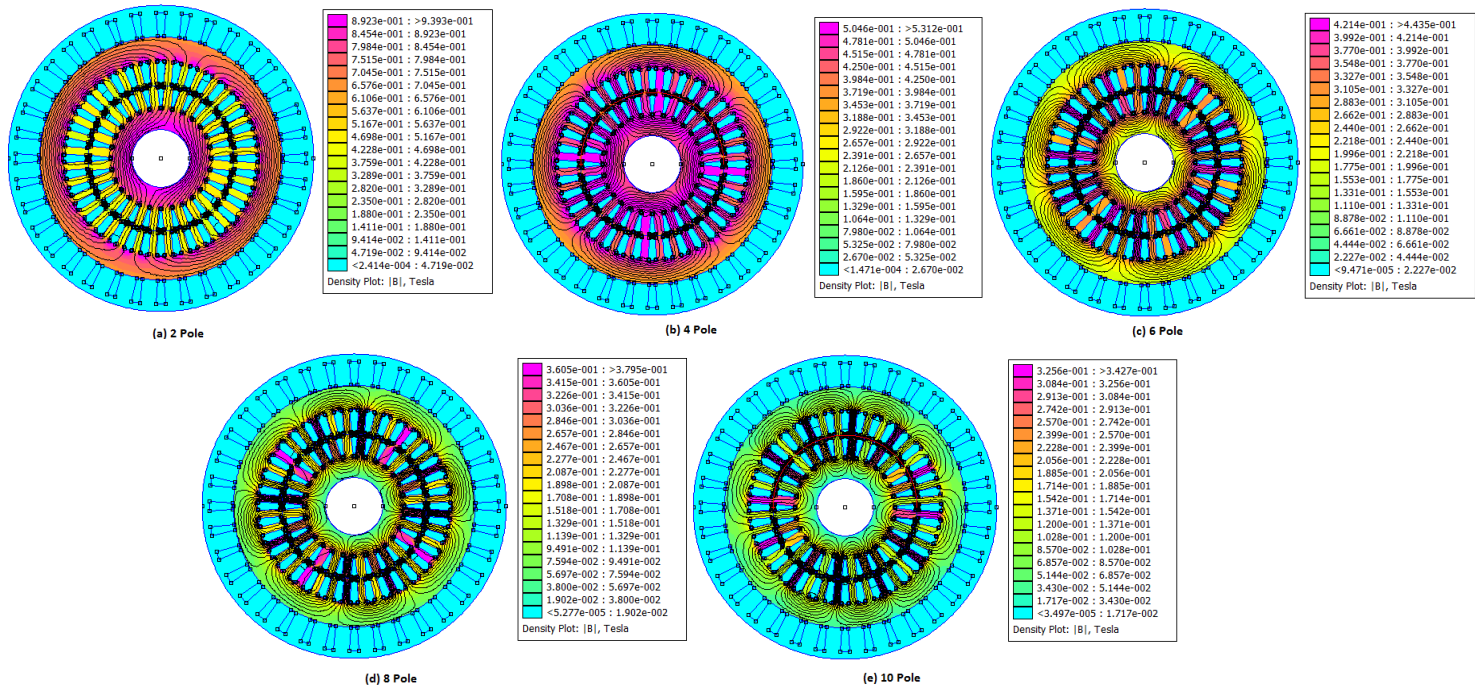 8.923e-001 : >9.393e-001
8.454e-001 : 8.923e-001
7.984e-001 : 8.454e-001
7.515e-001 : 7.984e-001
7.045e-001 : 7.515e-001
6.576e-001 : 7.045e-001
6.106e-001 : 6.576e-001
5.637e-001 : 6.106e-001
5.167e-001 : 5.637e-001
4.698e-001 : 5.167e-001
4.228e-001 : 4.698e-001
3.759e-001 : 4.228e-001
3.289e-001 : 3.759e-001
2.820e-001 : 3.289e-001
2.350e-001 : 2.820e-001
1.880e-001 : 2.350e-001
1.411e-001 : 1.880e-001
9.414e-002 : 1.411e-001
4.719e-002 : 9.414e-002
<2.414e-004 : 4.719e-002
Density Plot: |B|, Tesla
(a) 2 Pole
5.046e-001 : >5.312e-001
4.781e-001 : 5.046e-001
4.515e-001 : 4.781e-001
4.250e-001 : 4.515e-001
3.984e-001 : 4.250e-001
3.719e-001 : 3.984e-001
3.453e-001 : 3.719e-001
3.188e-001 : 3.453e-001
2.922e-001 : 3.188e-001
2.657e-001 : 2.922e-001
2.391e-001 : 2.657e-001
2.126e-001 : 2.391e-001
1.860e-001 : 2.126e-001
1.595e-001 : 1.860e-001
1.329e-001 : 1.595e-001
1.064e-001 : 1.329e-001
7.980e-002 : 1.064e-001
5.325e-002 : 7.980e-002
2.670e-002 : 5.325e-002
<1.471e-004 : 2.670e-002
Density Plot: |B|, Tesla
(b) 4 Pole
4.214e-001 : >4.435e-001
3.992e-001 : 4.214e-001
3.770e-001 : 3.992e-001
3.548e-001 : 3.770e-001
3.327e-001 : 3.548e-001
3.105e-001 : 3.327e-001
2.883e-001 : 3.105e-001
2.662e-001 : 2.883e-001
2.440e-001 : 2.662e-001
2.218e-001 : 2.440e-001
1.996e-001 : 2.218e-001
1.775e-001 : 1.996e-001
1.553e-001 : 1.775e-001
1.331e-001 : 1.553e-001
1.110e-001 : 1.331e-001
8.878e-002 : 1.110e-001
6.661e-002 : 8.878e-002
4.444e-002 : 6.661e-002
2.227e-002 : 4.444e-002
<9.471e-005 : 2.227e-002
Density Plot: |B|, Tesla
(c) 6 Pole
3.605e-001 : >3.795e-001
3.415e-001 : 3.605e-001
3.226e-001 : 3.415e-001
3.036e-001 : 3.226e-001
2.846e-001 : 3.036e-001
2.657e-001 : 2.846e-001
2.467e-001 : 2.657e-001
2.277e-001 : 2.467e-001
2.087e-001 : 2.277e-001
1.898e-001 : 2.087e-001
1.708e-001 : 1.898e-001
1.518e-001 : 1.708e-001
1.329e-001 : 1.518e-001
1.139e-001 : 1.329e-001
9.491e-002 : 1.139e-001
7.594e-002 : 9.491e-002
5.697e-002 : 7.594e-002
3.800e-002 : 5.697e-002
1.902e-002 : 3.800e-002
<5.277e-005 : 1.902e-002
Density Plot: |B|, Tesla
(d) 8 Pole
3.256e-001 : >3.427e-001
3.084e-001 : 3.256e-001
2.913e-001 : 3.084e-001
2.742e-001 : 2.913e-001
2.570e-001 : 2.742e-001
2.399e-001 : 2.570e-001
2.228e-001 : 2.399e-001
2.056e-001 : 2.228e-001
1.885e-001 : 2.056e-001
1.714e-001 : 1.885e-001
1.542e-001 : 1.714e-001
1.371e-001 : 1.542e-001
1.200e-001 : 1.371e-001
1.028e-001 : 1.200e-001
8.570e-002 : 1.028e-001
6.857e-002 : 8.570e-002
5.144e-002 : 6.857e-002
3.430e-002 : 5.144e-002
1.717e-002 : 3.430e-002
<3.497e-005 : 1.717e-002
Density Plot: |B|, Tesla
(e) 10 Pole